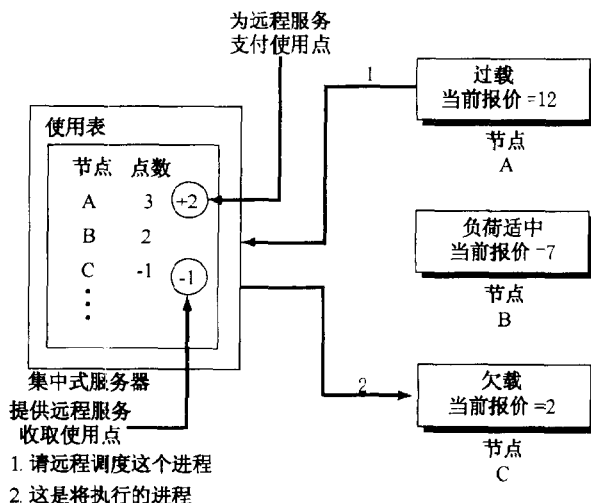 为远程服务
支付使用点
1
过载
当前报价=12
节点
A
使用表
节点 点数
A 3 +2
B 2
C -1 -1
负荷适中
当前报价=7
节点
B
集中式服务器
提供远程服务
收取使用点
2
欠载
当前报价=2
节点
C
1. 请远程调度这个进程
2. 这是将执行的进程